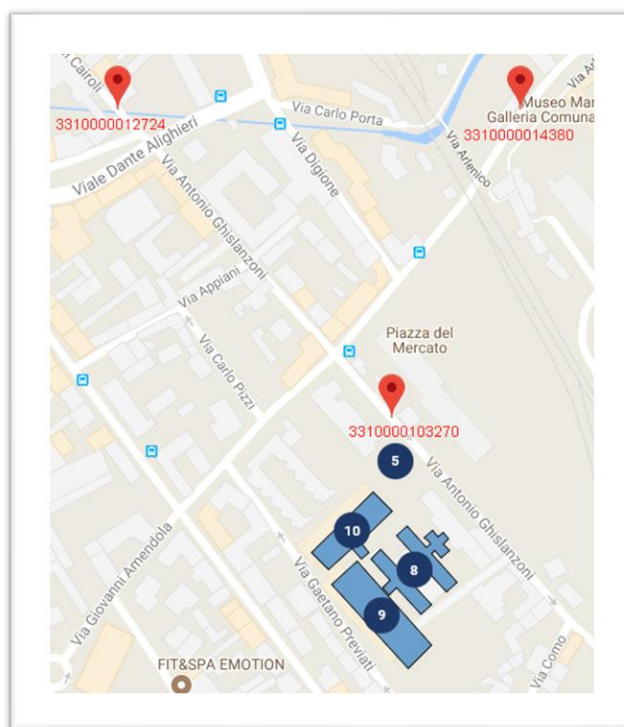 Cairoli
3310000012724
Viale Dante Alighieri
Via Carlo Porta
Museo Mar
Galleria Comuna
3310000014380
Via Arlenico
Via Digione
Via Antonio Ghislanzoni
Via Appiani
Via Carlo Pizzi
Piazza del
Mercato
3310000103270
5
Via Antonio Ghislanzoni
10
8
9
Via Giovanni Amendola
Via Gaetano Previati
Via Como
FIT&SPA EMOTION